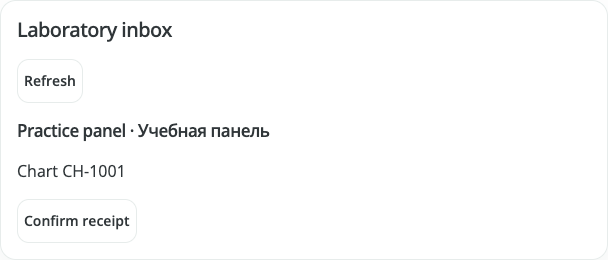 Laboratory inbox
Refresh
Practice panel · Учебная панель
Chart CH-1001
Confirm receipt